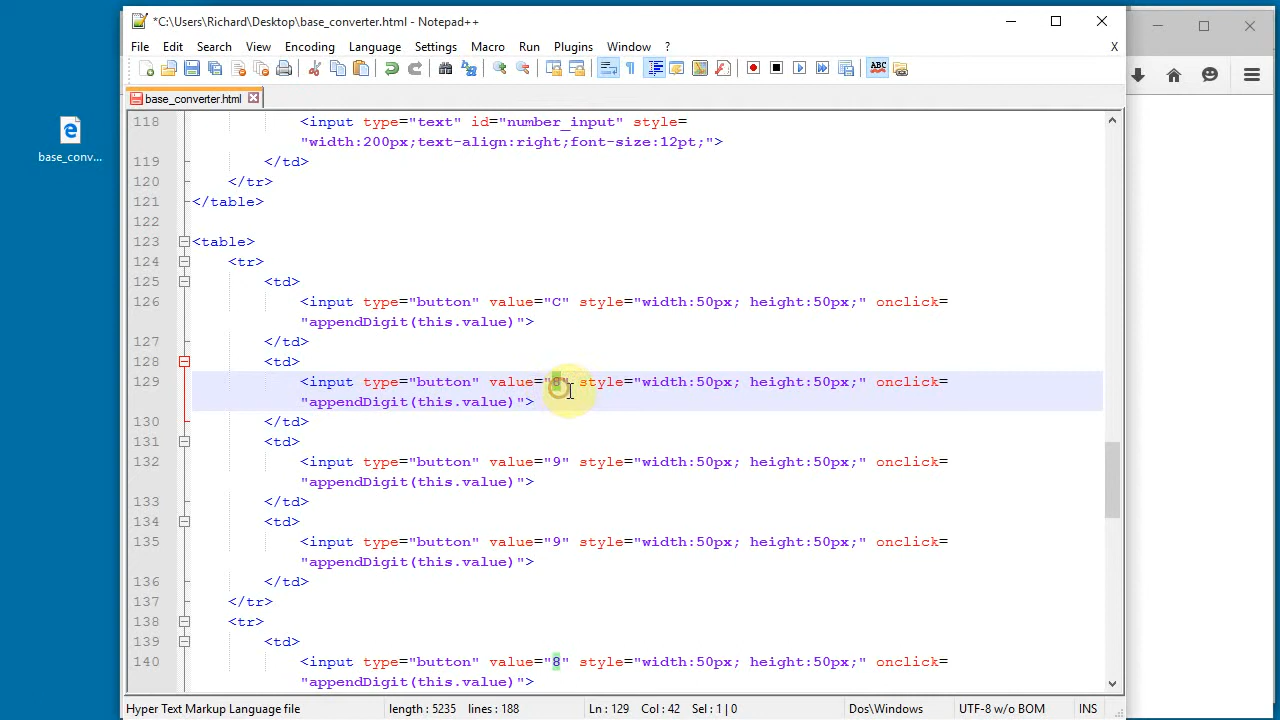 *C:\Users\Richard\Desktop\base_converter.html - Notepad++
File Edit Search View Encoding Language Settings Macro Run Plugins Window ? X
ABC
base_converter.html
base_conv...
118 <input type="text" id="number_input" style=
"width:200px;text-align:right;font-size:12pt;">
119 </td>
120 </tr>
121 </table>
122
123 <table>
124 <tr>
125 <td>
126 <input type="button" value="C" style="width:50px; height:50px;" onclick=
"appendDigit(this.value)">
127 </td>
128 <td>
129 <input type="button" value="8" style="width:50px; height:50px;" onclick=
"appendDigit(this.value)">
130 </td>
131 <td>
132 <input type="button" value="9" style="width:50px; height:50px;" onclick=
"appendDigit(this.value)">
133 </td>
134 <td>
135 <input type="button" value="9" style="width:50px; height:50px;" onclick=
"appendDigit(this.value)">
136 </td>
137 </tr>
138 <tr>
139 <td>
140 <input type="button" value="8" style="width:50px; height:50px;" onclick=
"appendDigit(this.value)">
Hyper Text Markup Language file length : 5235 lines : 188 Ln : 129 Col : 42 Sel : 1 | 0 Dos\Windows UTF-8 w/o BOM INS